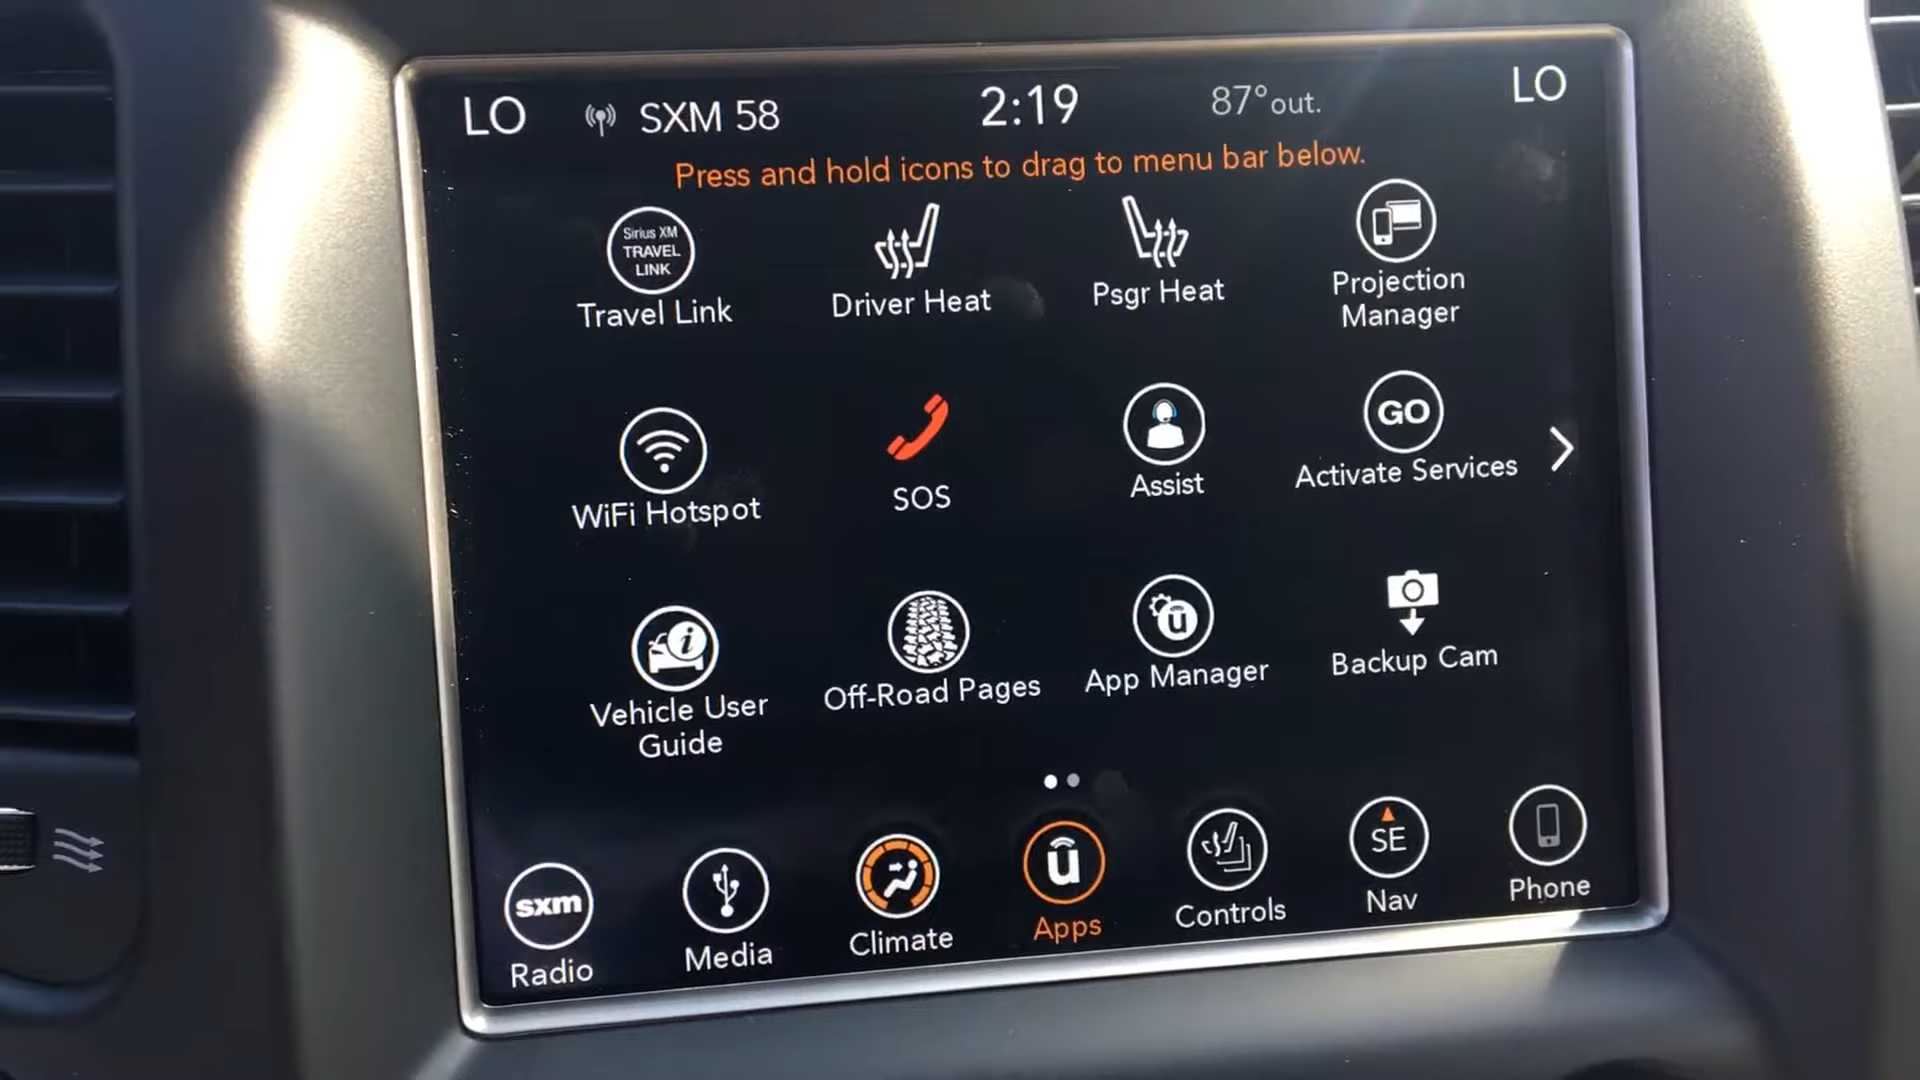 LO SXM 58 2:19 87°out. LO
Press and hold icons to drag to menu bar below.
Sirius XM
TRAVEL
LINK
Travel Link
Driver Heat
Psgr Heat
Projection
Manager
WiFi Hotspot
SOS
Assist
GO
Activate Services
i
Vehicle User
Guide
Off-Road Pages
u
App Manager
Backup Cam
sxm
Radio
Media
Climate
u
Apps
Controls
SE
Nav
Phone